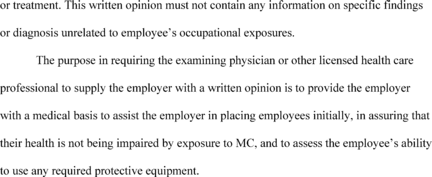 or treatment. This written opinion must not contain any information on specific findings
or diagnosis unrelated to employee's occupational exposures.
The purpose in requiring the examining physician or other licensed health care
professional to supply the employer with a written opinion is to provide the employer
with a medical basis to assist the employer in placing employees initially, in assuring that
their health is not being impaired by exposure to MC, and to assess the employee's ability
to use any required protective equipment.